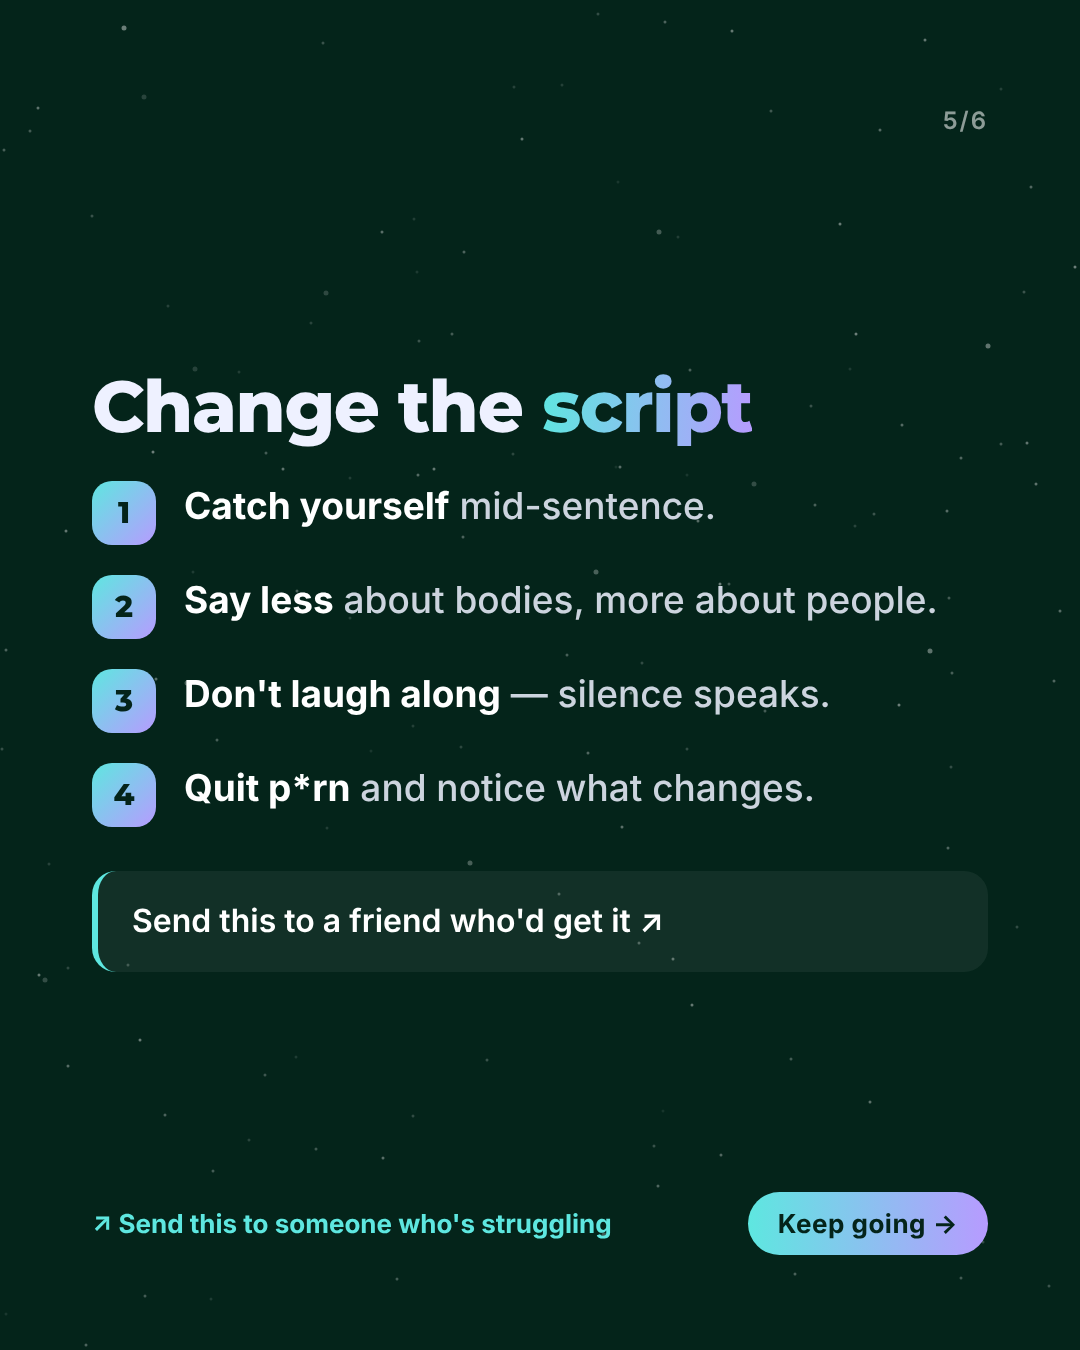 5/6
Change the script
1 Catch yourself mid-sentence.
2 Say less about bodies, more about people.
3 Don't laugh along — silence speaks.
4 Quit p*rn and notice what changes.
Send this to a friend who'd get it ↗
↗ Send this to someone who's struggling
Keep going →